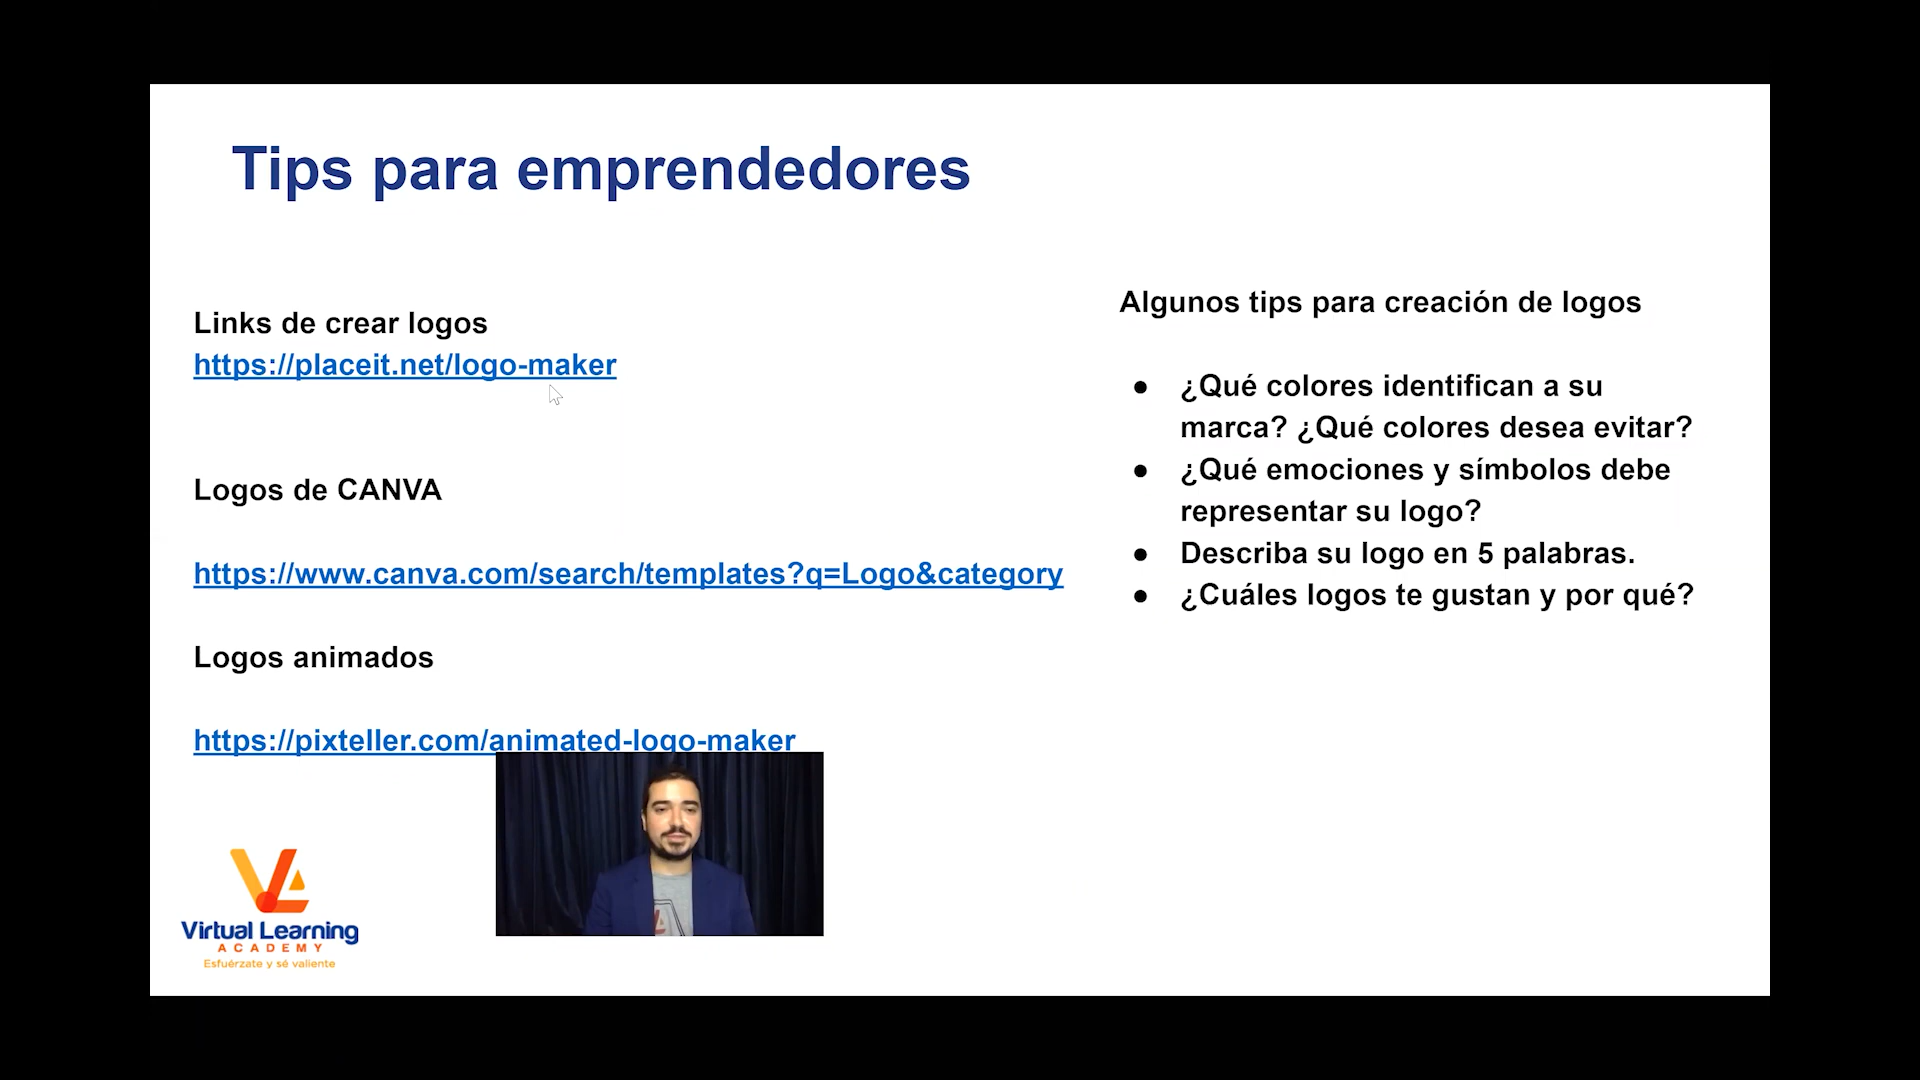 Tips para emprendedores
Links de crear logos
https://placeit.net/logo-maker
Logos de CANVA
https://www.canva.com/search/templates?q=Logo&category
Logos animados
https://pixteller.com/animated-logo-maker
Algunos tips para creación de logos
● ¿Qué colores identifican a su
marca? ¿Qué colores desea evitar?
● ¿Qué emociones y símbolos debe
representar su logo?
● Describa su logo en 5 palabras.
● ¿Cuáles logos te gustan y por qué?
VA
Virtual Learning
ACADEMY
Esfuérzate y sé valiente